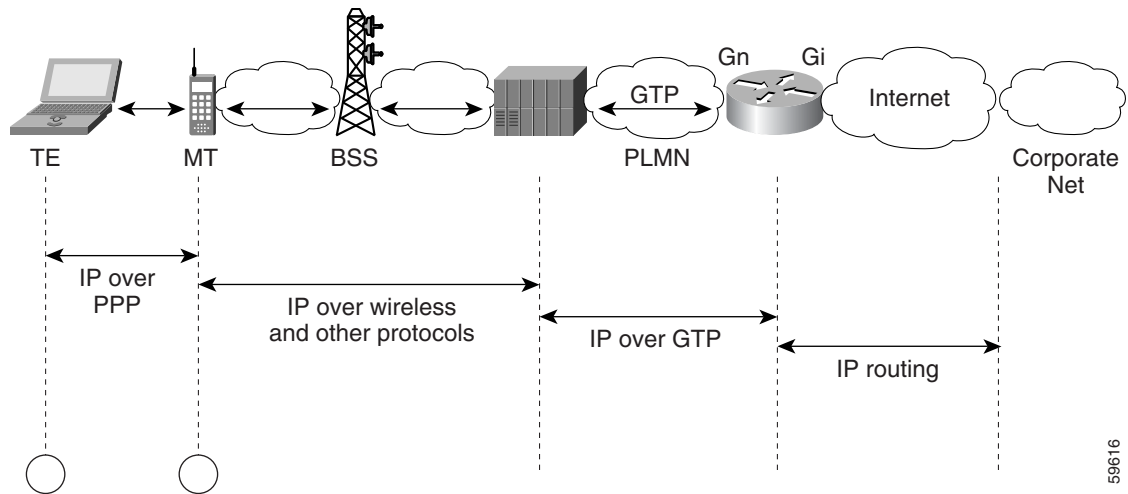 Gn
Gi
GTP
Internet
TE
MT
BSS
PLMN
Corporate
Net
IP over
PPP
IP over wireless
and other protocols
IP over GTP
IP routing
59616